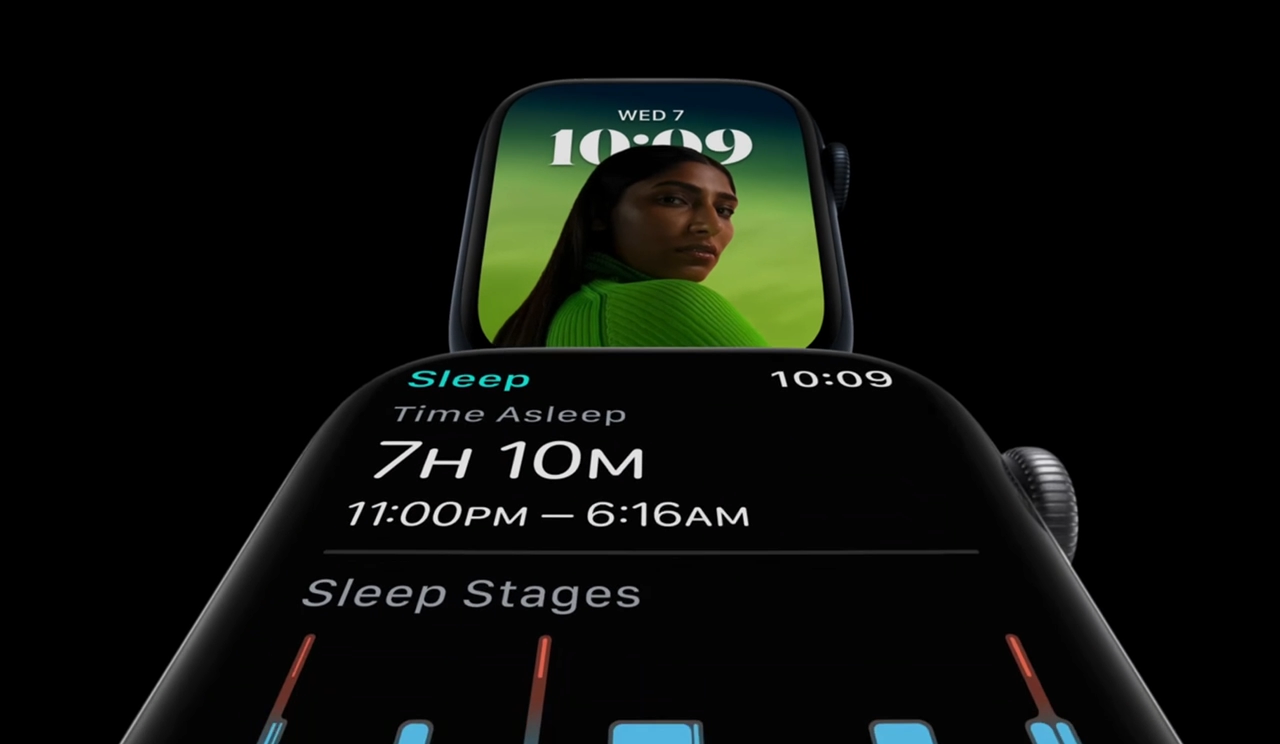 WED 7
10:09
Sleep 10:09
Time Asleep
7H 10M
11:00PM – 6:16AM
Sleep Stages